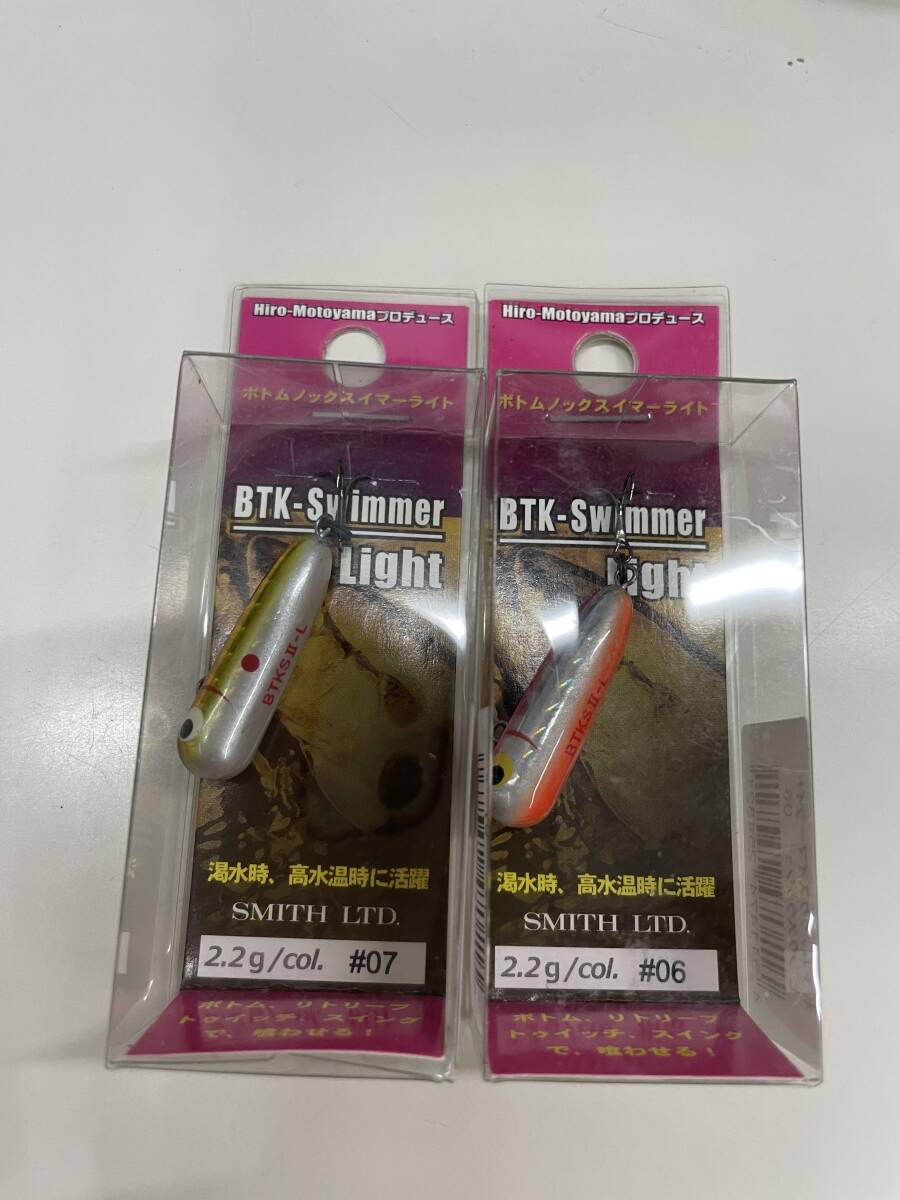 Hiro-Motoyamaプロデュース
ボトムノックスイマーライト
BTK-Swimmer
Light
BTKSⅡ-L
渇水時、高水温時に活躍
SMITH LTD.
2.2g/col. #07
ボトム、リトリーブ
トゥイッチ、スイング
で、喰わせる！
Hiro-Motoyamaプロデュース
ボトムノックスイマーライト
BTK-Swimmer
Light
BTKSⅡ-L
渇水時、高水温時に活躍
SMITH LTD.
2.2g/col. #06
ボトム、リトリーブ
トゥイッチ、スイング
で、喰わせる！